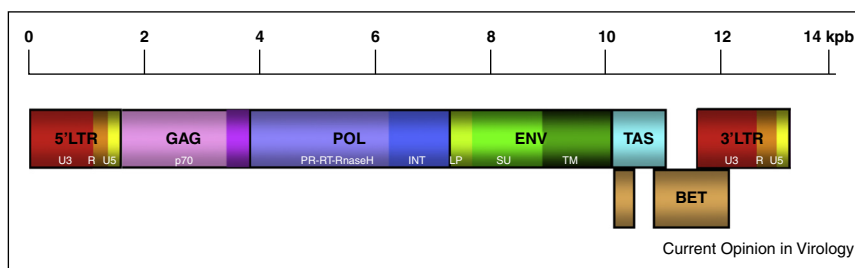 0 2 4 6 8 10 12 14 kpb
5'LTR GAG POL ENV TAS 3'LTR
U3 R U5 p70 PR-RT-RnaseH INT LP SU TM U3 R U5
BET
Current Opinion in Virology